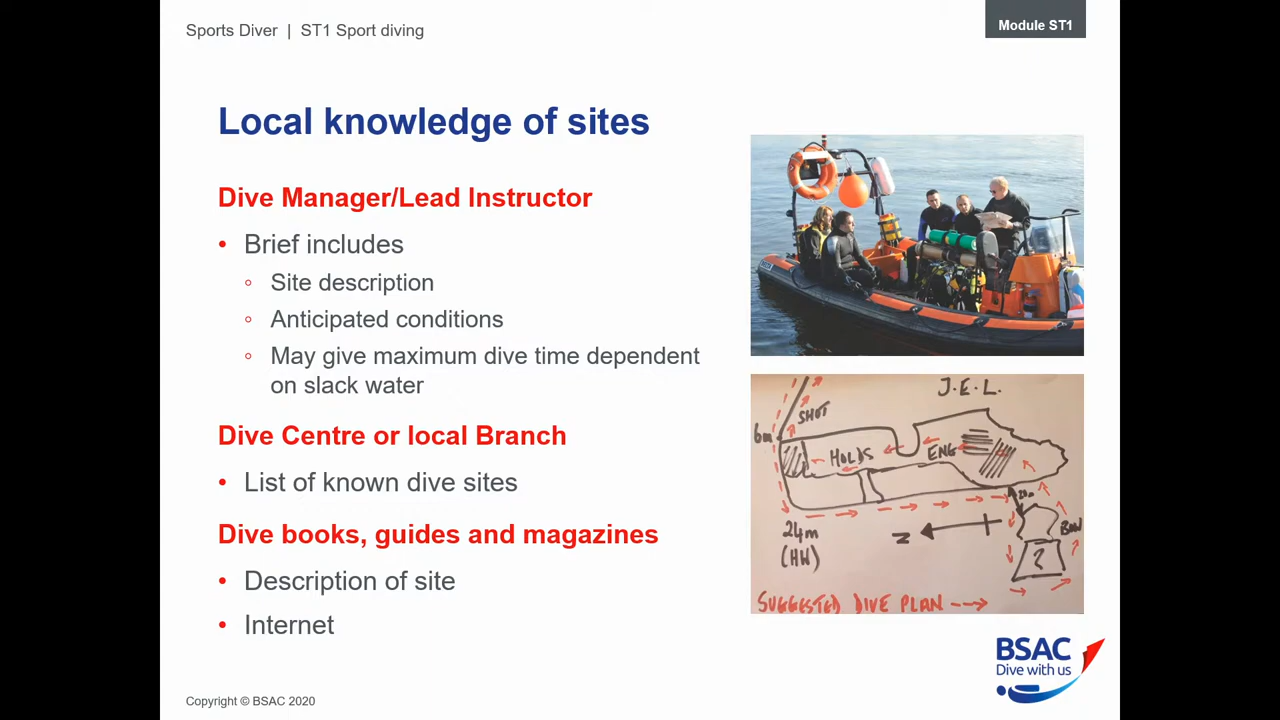 Sports Diver | ST1 Sport diving
Module ST1
Local knowledge of sites
Dive Manager/Lead Instructor
• Brief includes
◦ Site description
◦ Anticipated conditions
◦ May give maximum dive time dependent
on slack water
Dive Centre or local Branch
• List of known dive sites
Dive books, guides and magazines
• Description of site
• Internet
J.E.L.
SHOT
6m
HOLDS
ENG
20m
BOW
24m
(HW)
N
?
SUGGESTED DIVE PLAN
BSAC
Dive with us
Copyright © BSAC 2020